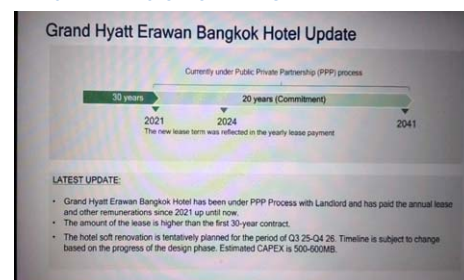 Grand Hyatt Erawan Bangkok Hotel Update
Currently under Public Private Partnership (PPP) process
30 years
20 years (Commitment)
2021
2024
2041
The new lease term was reflected in the yearly lease payment
LATEST UPDATE:
• Grand Hyatt Erawan Bangkok Hotel has been under PPP Process with Landlord and has paid the annual lease
and other remunerations since 2021 up until now.
• The amount of the lease is higher than the first 30-year contract.
• The hotel soft renovation is tentatively planned for the period of Q3 25-Q4 26. Timeline is subject to change
based on the progress of the design phase. Estimated CAPEX is 500-600MB.